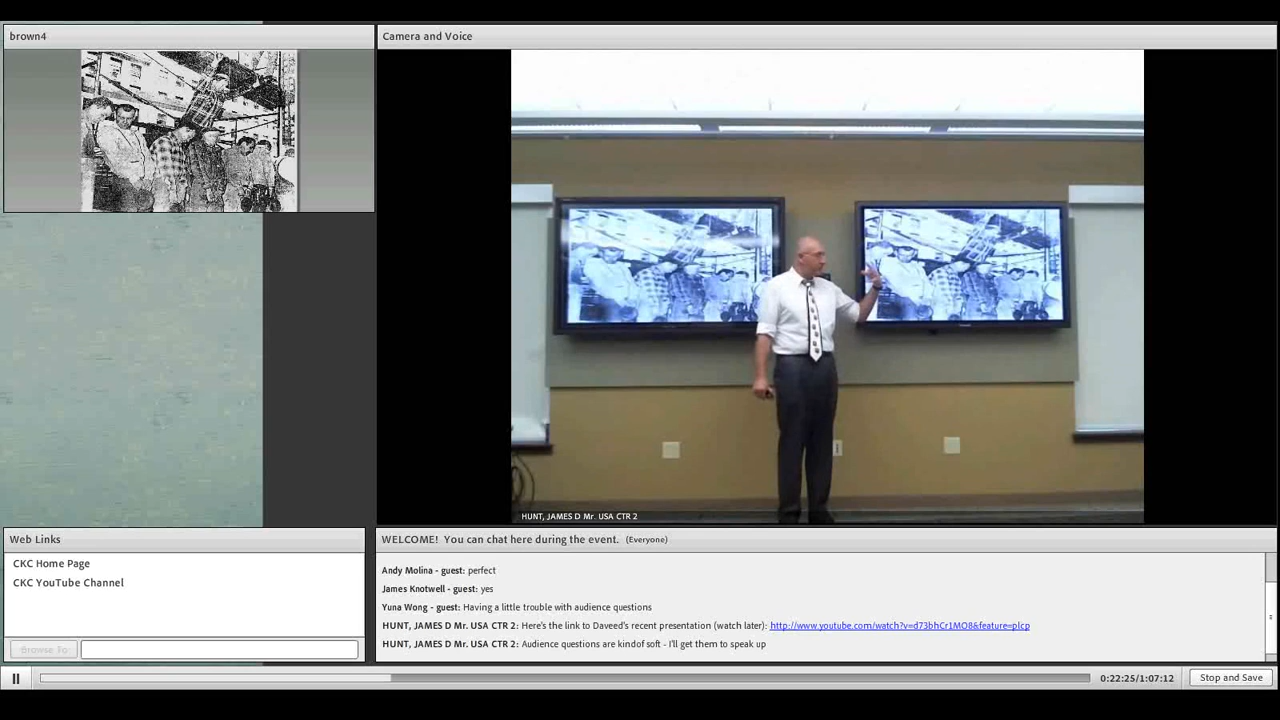 brown4
Camera and Voice
HUNT, JAMES D Mr. USA CTR 2
Web Links
CKC Home Page
CKC YouTube Channel
Browse To
WELCOME! You can chat here during the event. (Everyone)
Andy Molina - guest: perfect
James Knotwell - guest: yes
Yuna Wong - guest: Having a little trouble with audience questions
HUNT, JAMES D Mr. USA CTR 2: Here's the link to Daveed's recent presentation (watch later): http://www.youtube.com/watch?v=d73bhCr1MO8&feature=plcp
HUNT, JAMES D Mr. USA CTR 2: Audience questions are kindof soft - I'll get them to speak up
0:22:25/1:07:12
Stop and Save